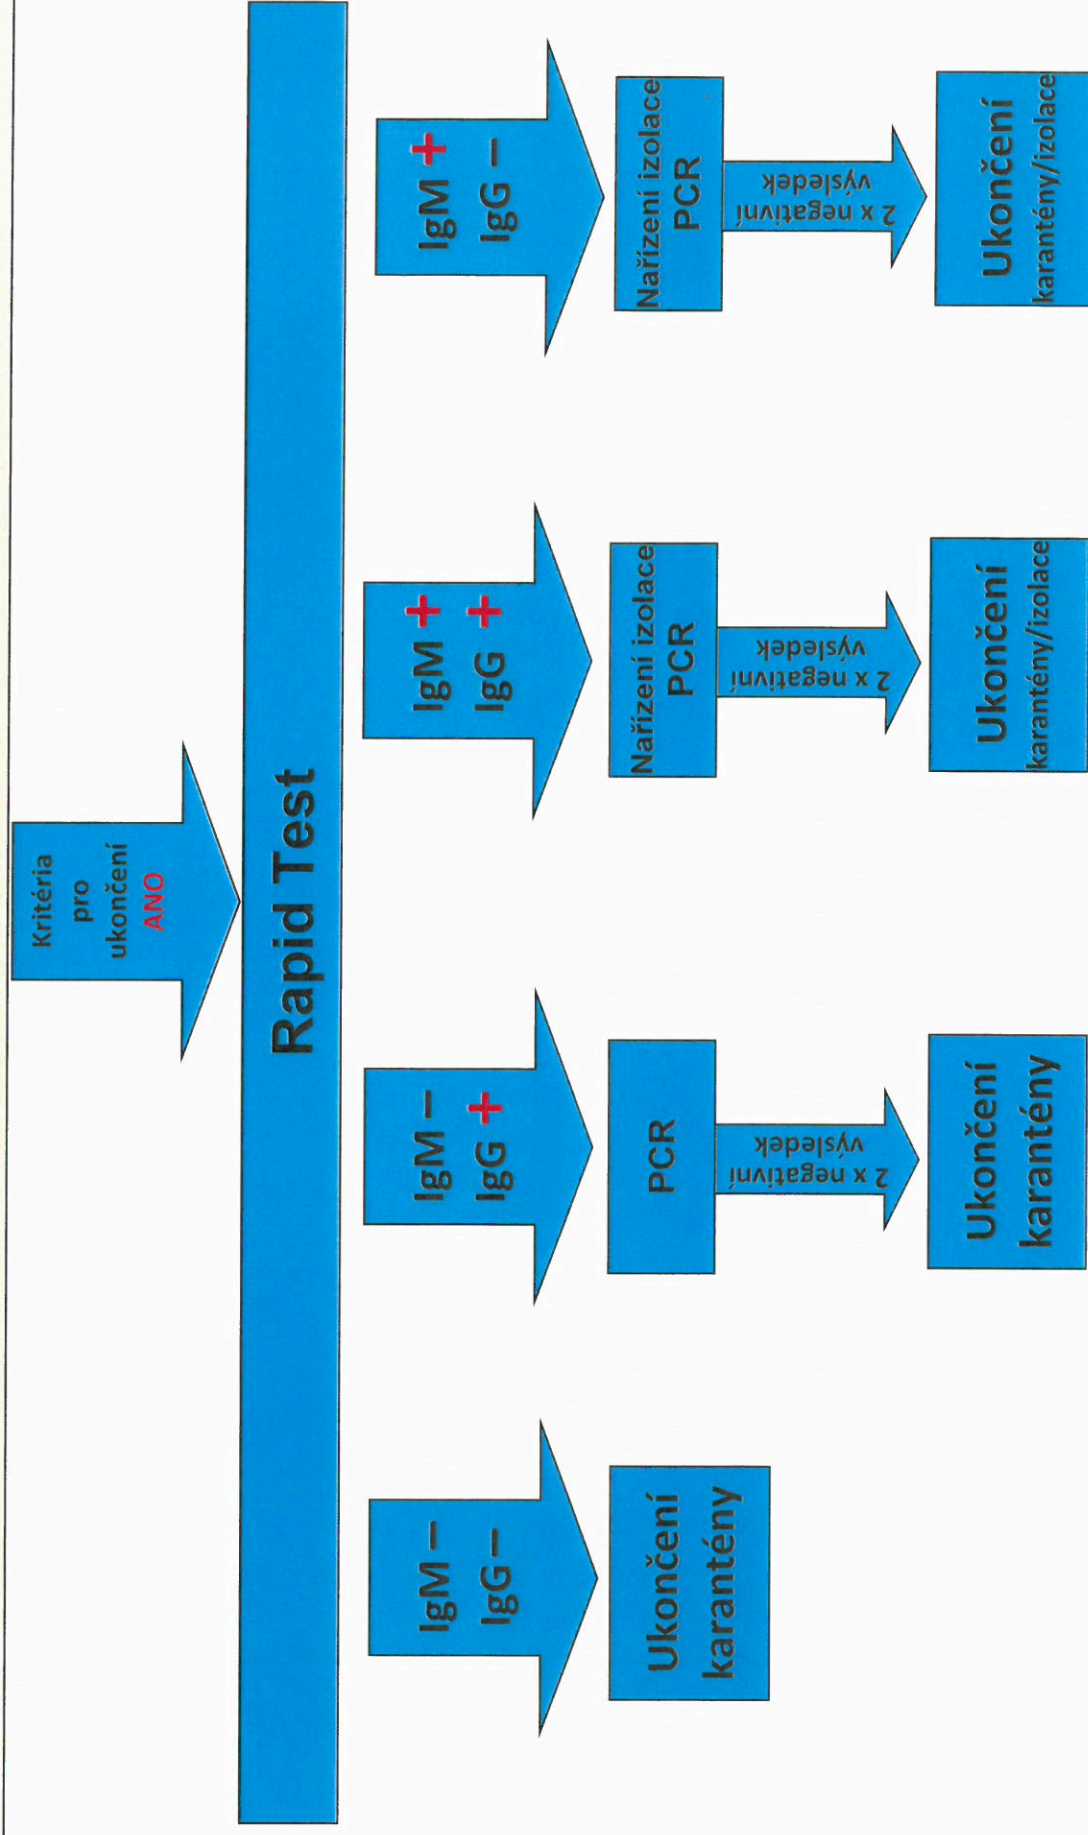 Kritéria
pro
ukončení
ANO
Rapid Test
IgM –
IgG –
Ukončení
karantény
IgM –
IgG +
PCR
2 x negativní
výsledek
Ukončení
karantény
IgM +
IgG +
Nařízení izolace
PCR
2 x negativní
výsledek
Ukončení
karantény/izolace
IgM +
IgG –
Nařízení izolace
PCR
2 x negativní
výsledek
Ukončení
karantény/izolace